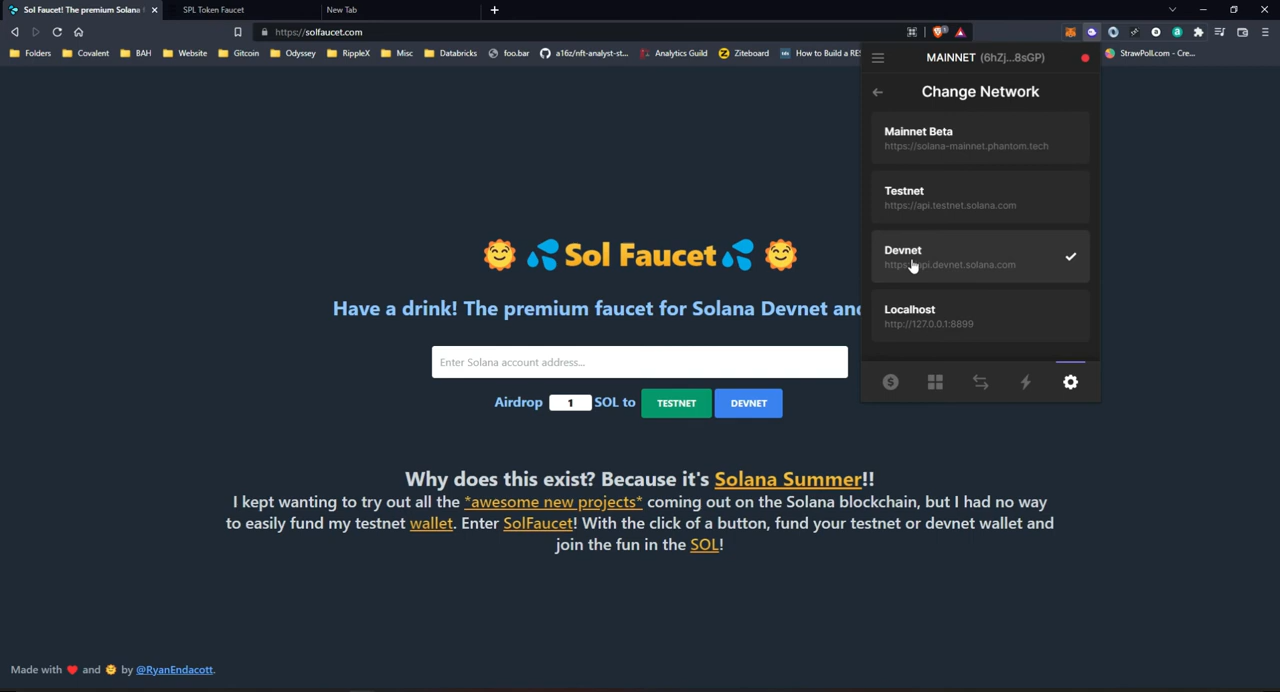 Sol Faucet! The premium Solana
SPL Token Faucet
New Tab
https://solfaucet.com
Folders
Covalent
BAH
Website
Gitcoin
Odyssey
RippleX
Misc
Databricks
foo.bar
a16z/nft-analyst-st...
Analytics Guild
Ziteboard
How to Build a RES
StrawPoll.com - Cre...
MAINNET (6hZj...8sGP)
Change Network
Mainnet Beta
https://solana-mainnet.phantom.tech
Testnet
https://api.testnet.solana.com
Devnet
https://api.devnet.solana.com
Localhost
http://127.0.0.1:8899
Sol Faucet
Have a drink! The premium faucet for Solana Devnet and
Enter Solana account address...
Airdrop 1 SOL to TESTNET DEVNET
Why does this exist? Because it's Solana Summer!!
I kept wanting to try out all the *awesome new projects* coming out on the Solana blockchain, but I had no way
to easily fund my testnet wallet. Enter SolFaucet! With the click of a button, fund your testnet or devnet wallet and
join the fun in the SOL!
Made with ❤️ and 🌞 by @RyanEndacott.